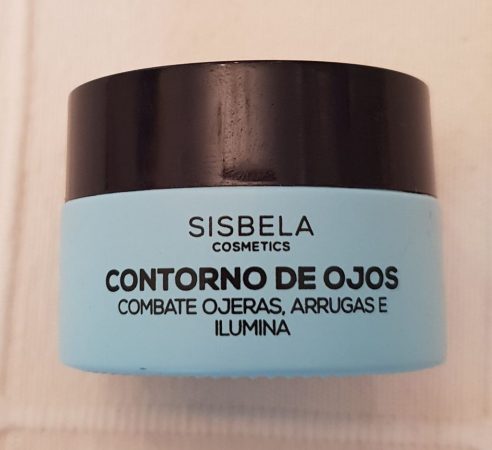 SISBELA
COSMETICS
CONTORNO DE OJOS
COMBATE OJERAS, ARRUGAS E
ILUMINA